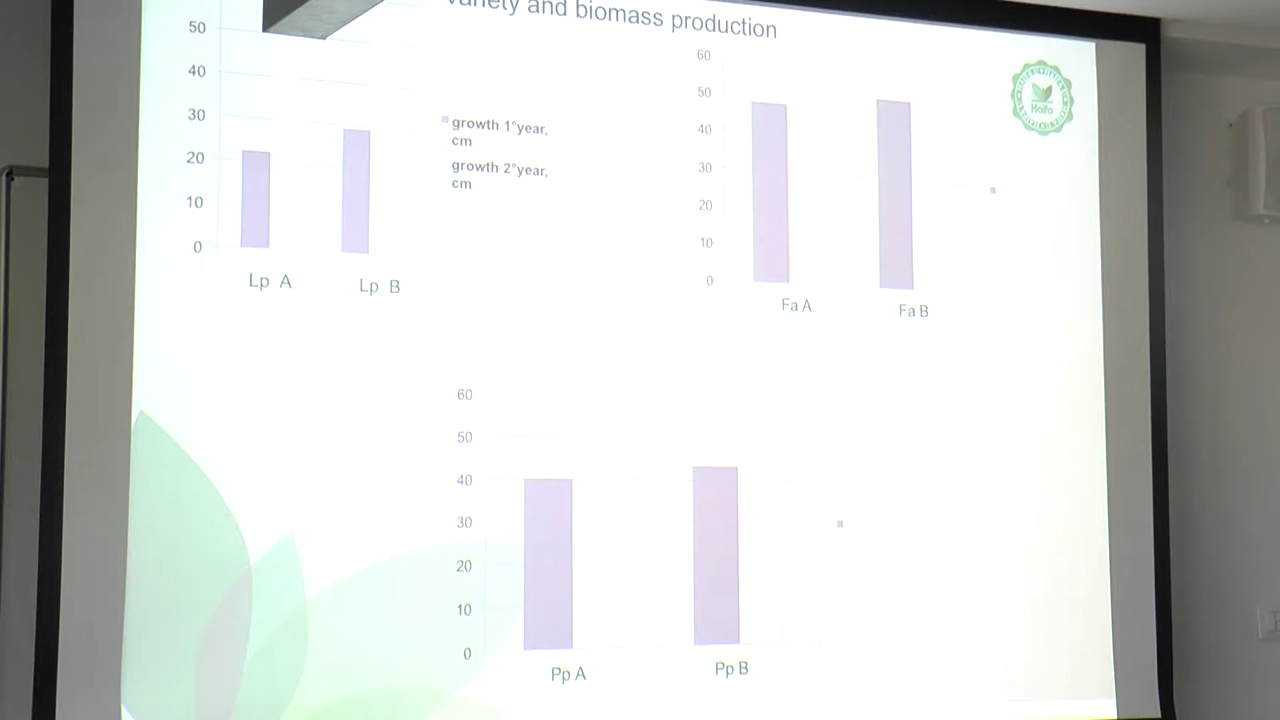 variety and biomass production
50
40
30
20
10
0
Lp A
Lp B
growth 1°year,
cm
growth 2°year,
cm
60
50
40
30
20
10
0
Fa A
Fa B
Haifa
60
50
40
30
20
10
0
Pp A
Pp B